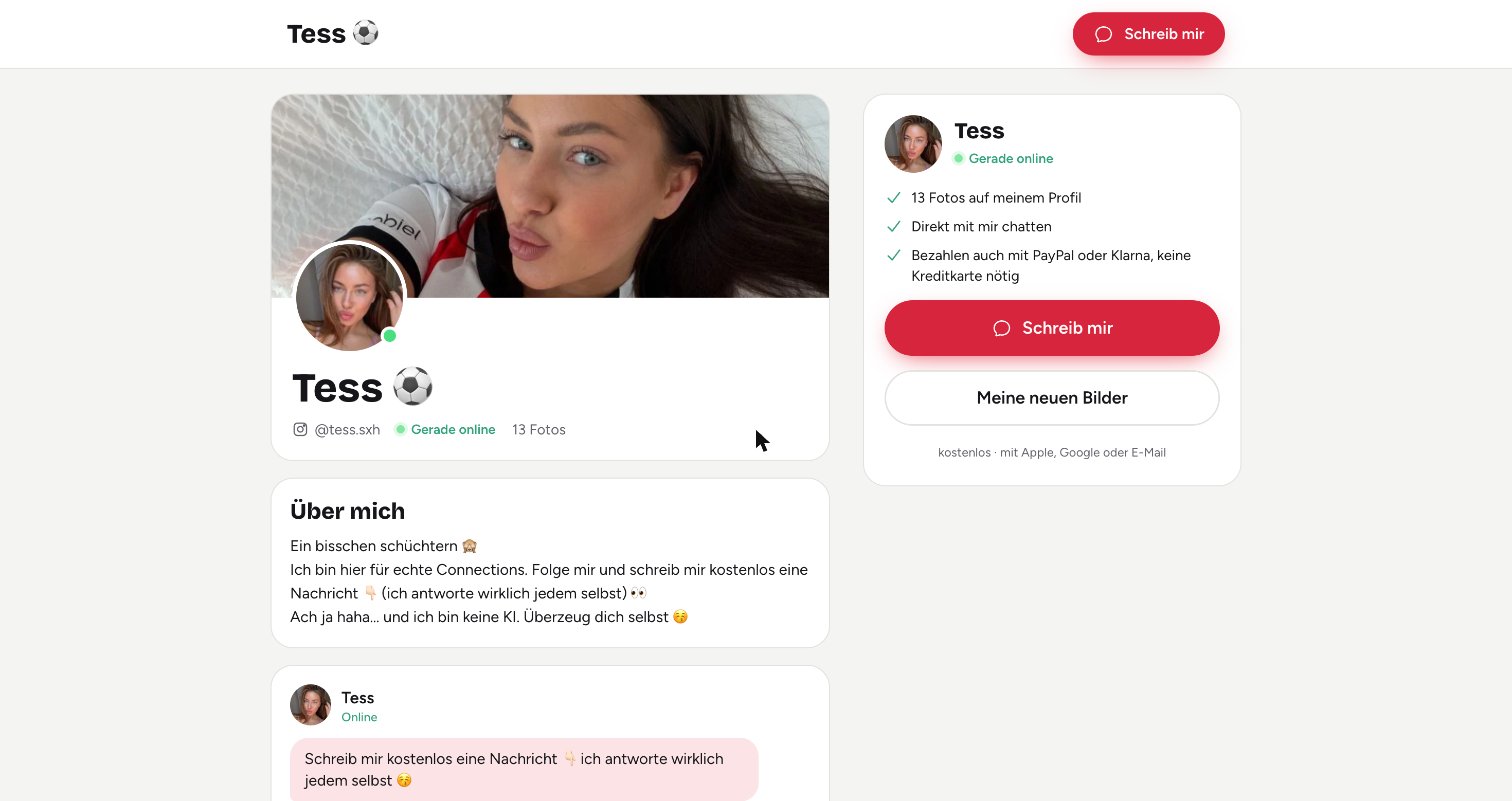 Tess ⚽
Schreib mir
Tess
Gerade online
13 Fotos auf meinem Profil
Direkt mit mir chatten
Bezahlen auch mit PayPal oder Klarna, keine
Kreditkarte nötig
Schreib mir
Meine neuen Bilder
kostenlos · mit Apple, Google oder E-Mail
Tess ⚽
@tess.sxh Gerade online 13 Fotos
Über mich
Ein bisschen schüchtern 🙈
Ich bin hier für echte Connections. Folge mir und schreib mir kostenlos eine
Nachricht 👇🏻 (ich antworte wirklich jedem selbst) 👀
Ach ja haha... und ich bin keine KI. Überzeug dich selbst 😚
Tess
Online
Schreib mir kostenlos eine Nachricht 👇🏻 ich antworte wirklich
jedem selbst 😚